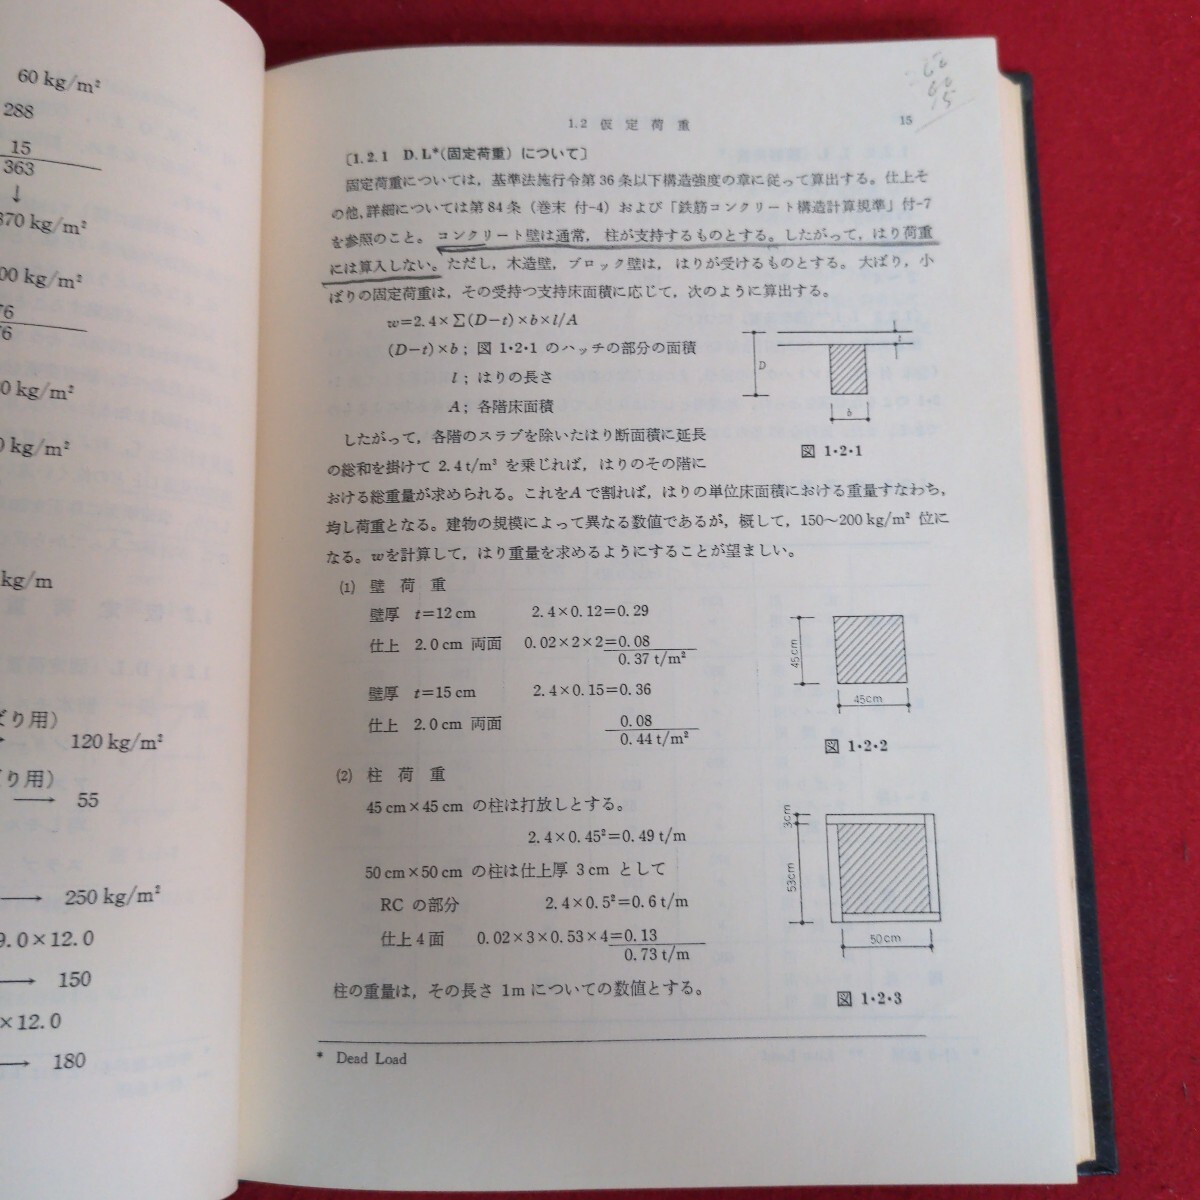 60 kg/m²
288
15
363
↓
370 kg/m²
00 kg/m²
76
76
0 kg/m²
0 kg/m²
kg/m
ばり用)
120 kg/m²
ばり用)
→ 55
→ 250 kg/m²
9.0×12.0
→ 150
×12.0
→ 180
60
15
1.2 仮定荷重 15
〔1.2.1 D.L*(固定荷重) について〕
固定荷重については，基準法施行令第36条以下構造強度の章に従って算出する。仕上そ
の他，詳細については第84条（巻末 付-4）および「鉄筋コンクリート構造計算規準」付-7
を参照のこと。コンクリート壁は通常，柱が支持するものとする。したがって，はり荷重
には算入しない。ただし，木造壁，ブロック壁は，はりが受けるものとする。大ばり，小
ばりの固定荷重は，その受持つ支持床面積に応じて，次のように算出する。
w=2.4×Σ(D−t)×b×l/A
(D−t)×b；図 1・2・1 のハッチの部分の面積
l；はりの長さ
A；各階床面積
D
t
b
図 1・2・1
したがって，各階のスラブを除いたはり断面積に延長
の総和を掛けて 2.4 t/m³ を乗じれば，はりのその階に
おける総重量が求められる。これをAで割れば，はりの単位床面積における重量すなわち，
均し荷重となる。建物の規模によって異なる数値であるが，概して，150〜200 kg/m² 位に
なる。wを計算して，はり重量を求めるようにすることが望ましい。
(1) 壁荷重
壁厚 t=12 cm 2.4×0.12=0.29
仕上 2.0 cm 両面 0.02×2×2=0.08
0.37 t/m²
壁厚 t=15 cm 2.4×0.15=0.36
仕上 2.0 cm 両面 0.08
0.44 t/m²
45cm
45cm
図 1・2・2
(2) 柱荷重
45 cm×45 cm の柱は打放しとする。
2.4×0.45²=0.49 t/m
50 cm×50 cm の柱は仕上厚 3 cm として
RC の部分 2.4×0.5²=0.6 t/m
仕上4面 0.02×3×0.53×4=0.13
0.73 t/m
柱の重量は，その長さ 1m についての数値とする。
3cm
53cm
50cm
図 1・2・3
* Dead Load